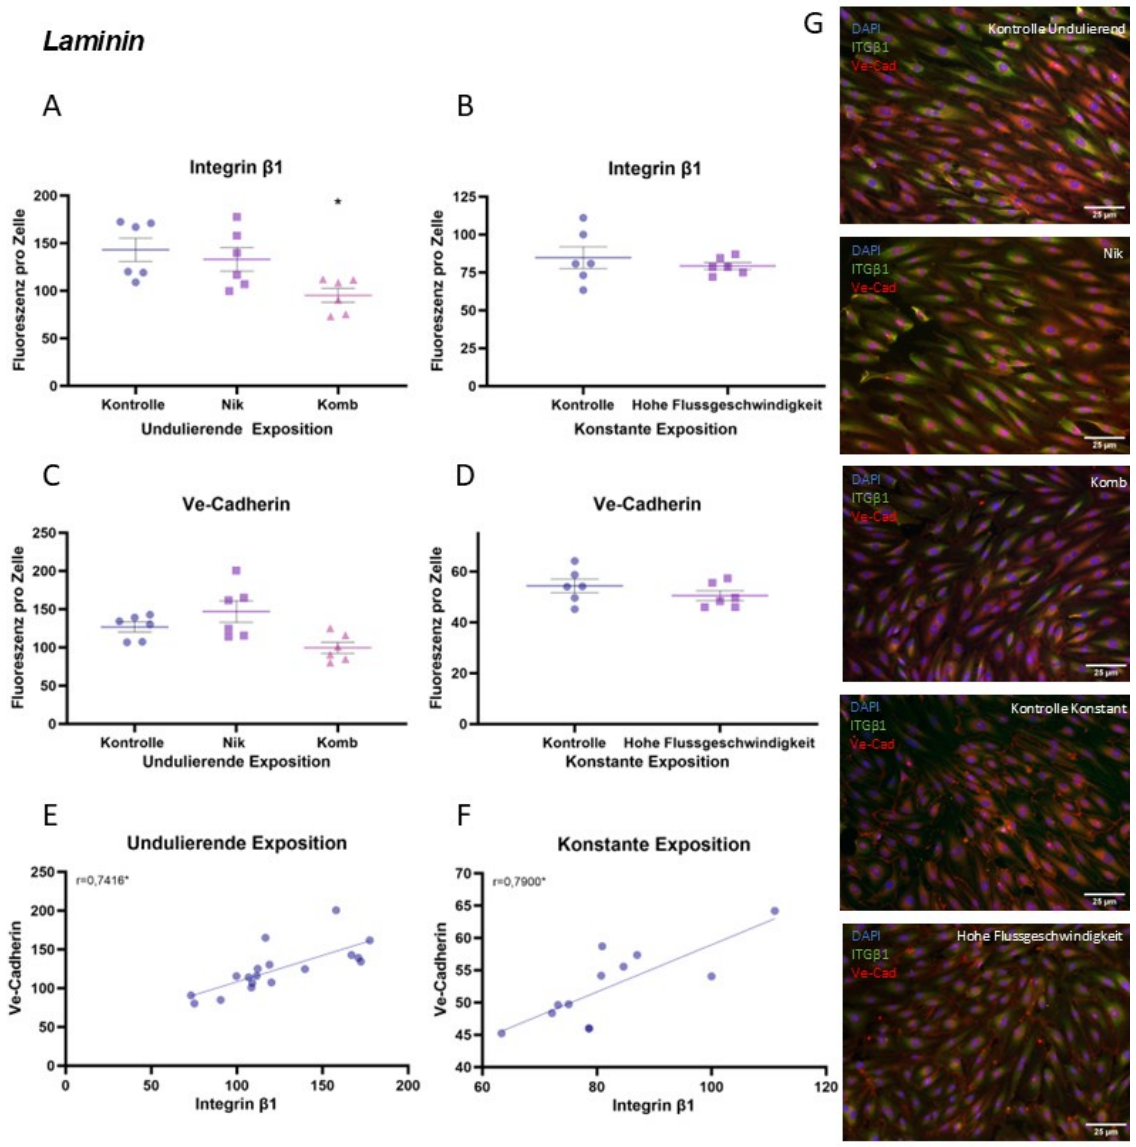 Laminin
A
Integrin β1
Fluoreszenz pro Zelle
200
150
100
50
0
*
Kontrolle Nik Komb
Undulierende Exposition
B
Integrin β1
Fluoreszenz pro Zelle
125
100
75
50
25
0
Kontrolle Hohe Flussgeschwindigkeit
Konstante Exposition
C
Ve-Cadherin
Fluoreszenz pro Zelle
250
200
150
100
50
0
Kontrolle Nik Komb
Undulierende Exposition
D
Ve-Cadherin
Fluoreszenz pro Zelle
60
40
20
0
Kontrolle Hohe Flussgeschwindigkeit
Konstante Exposition
E
Undulierende Exposition
r=0,7416*
Ve-Cadherin
250
200
150
100
50
0
0 50 100 150 200
Integrin β1
F
Konstante Exposition
r=0,7900*
Ve-Cadherin
70
65
60
55
50
45
40
60 80 100 120
Integrin β1
G
DAPI Kontrolle Undulierend
ITGβ1
Ve-Cad
25 µm
DAPI Nik
ITGβ1
Ve-Cad
25 µm
DAPI Komb
ITGβ1
Ve-Cad
25 µm
DAPI Kontrolle Konstant
ITGβ1
Ve-Cad
25 µm
DAPI Hohe Flussgeschwindigkeit
ITGβ1
Ve-Cad
25 µm